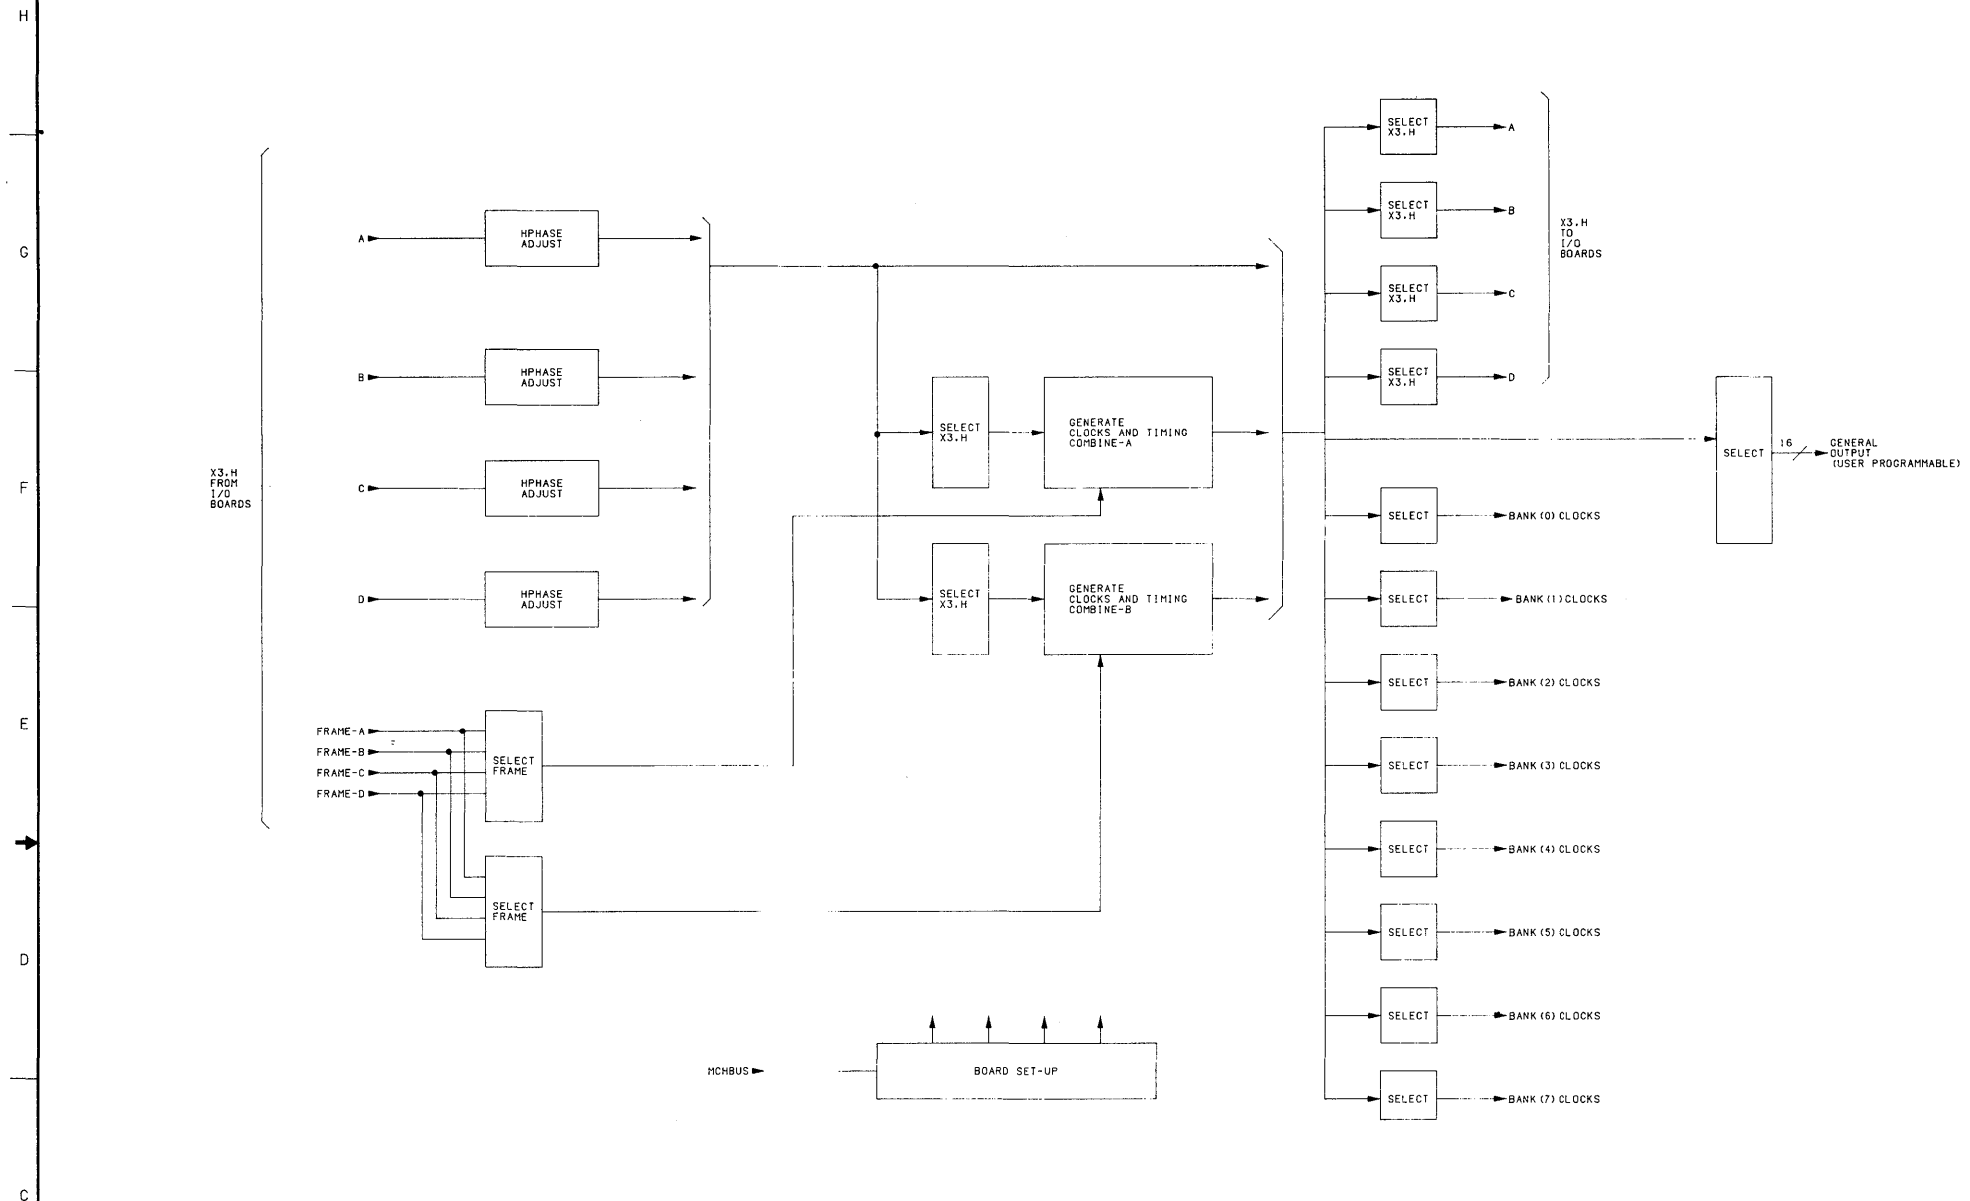 H
G
F
E
D
C
X3.H
FROM
I/O
BOARDS
A
HPHASE
ADJUST
B
HPHASE
ADJUST
C
HPHASE
ADJUST
D
HPHASE
ADJUST
FRAME-A
FRAME-B
FRAME-C
FRAME-D
SELECT
FRAME
SELECT
FRAME
SELECT
X3.H
GENERATE
CLOCKS AND TIMING
COMBINE-A
SELECT
X3.H
GENERATE
CLOCKS AND TIMING
COMBINE-B
MCHBUS
BOARD SET-UP
SELECT
X3.H
A
SELECT
X3.H
B
SELECT
X3.H
C
SELECT
X3.H
D
X3.H
TO
I/O
BOARDS
SELECT
16
GENERAL
OUTPUT
(USER PROGRAMMABLE)
SELECT
BANK(0)CLOCKS
SELECT
BANK(1)CLOCKS
SELECT
BANK(2)CLOCKS
SELECT
BANK(3)CLOCKS
SELECT
BANK(4)CLOCKS
SELECT
BANK(5)CLOCKS
SELECT
BANK(6)CLOCKS
SELECT
BANK(7)CLOCKS